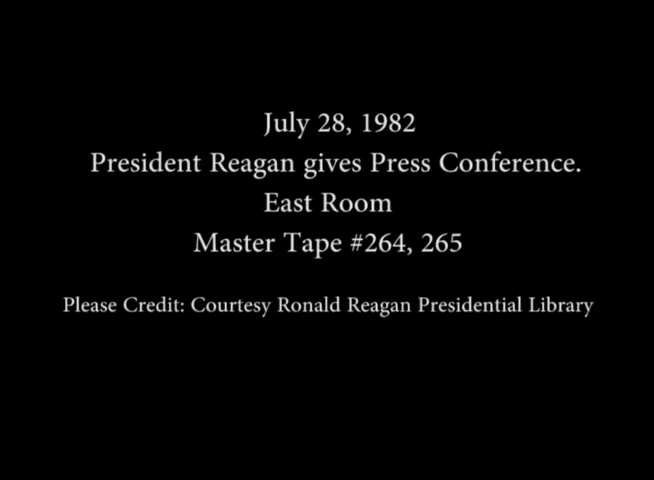 July 28, 1982
President Reagan gives Press Conference.
East Room
Master Tape #264, 265
Please Credit: Courtesy Ronald Reagan Presidential Library